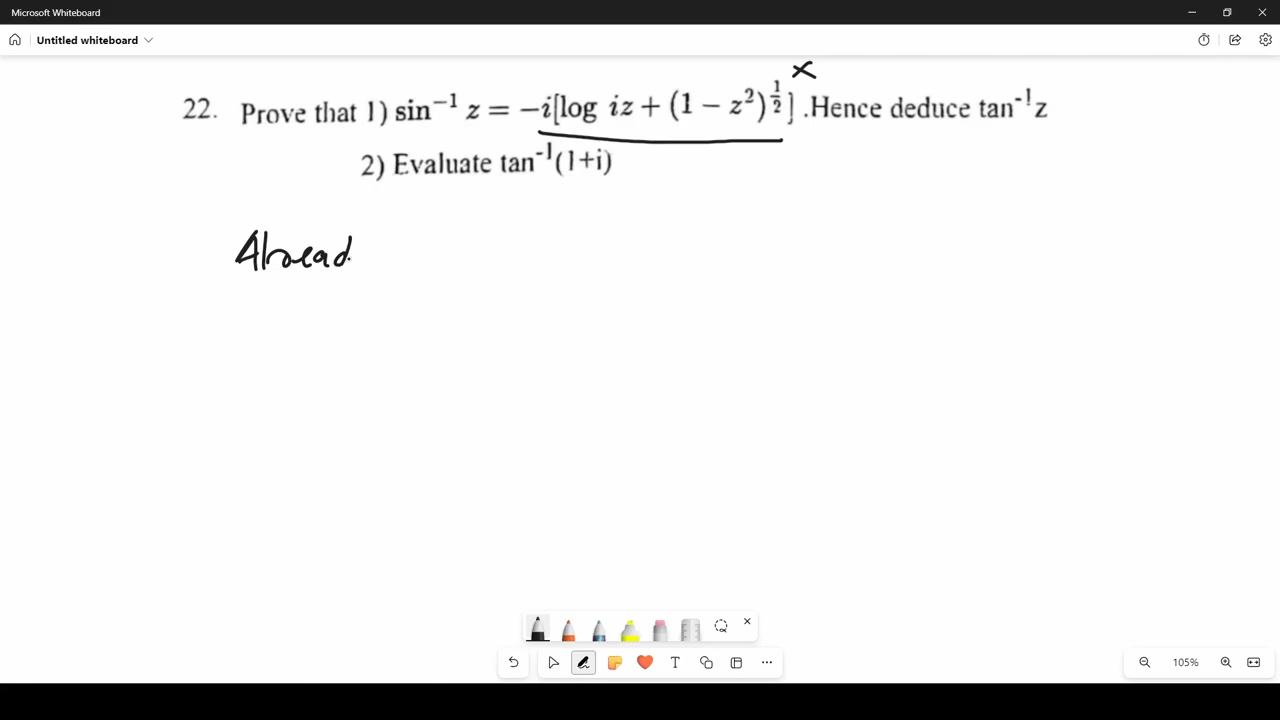 Microsoft Whiteboard
Untitled whiteboard
x
22. Prove that 1) sin⁻¹ z = −i[log iz + (1 − z²)^½] .Hence deduce tan⁻¹z
2) Evaluate tan⁻¹(1+i)
Alread
105%